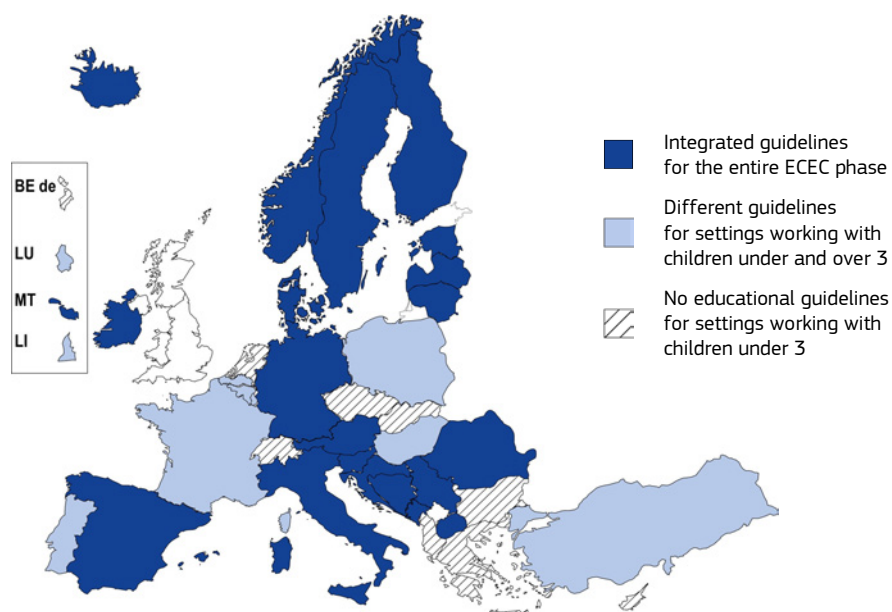 BE de
LU
MT
LI
Integrated guidelines
for the entire ECEC phase
Different guidelines
for settings working with
children under and over 3
No educational guidelines
for settings working with
children under 3